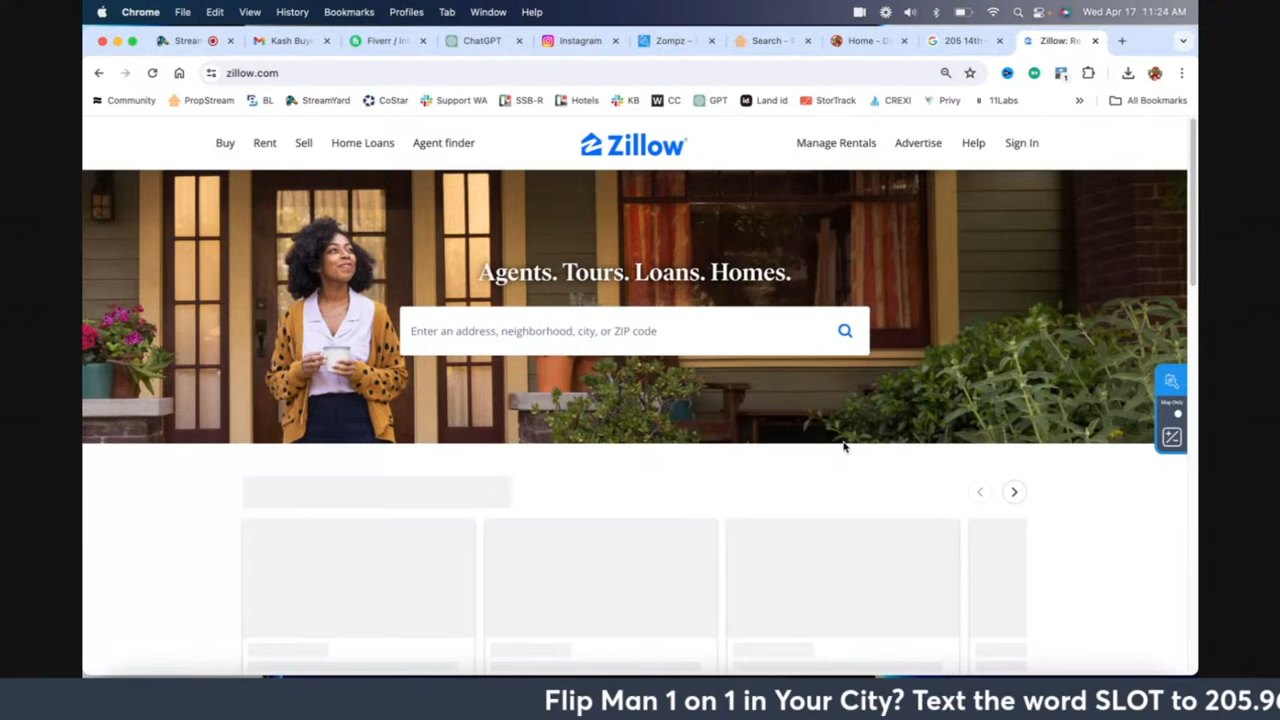 Chrome File Edit View History Bookmarks Profiles Tab Window Help Wed Apr 17 11:24 AM
Stream Kash Buye Fiverr / Int ChatGPT Instagram Zompz – Search - Home - D 205 14th Zillow: Re
zillow.com
Community PropStream BL StreamYard CoStar Support WA SSB-R Hotels KB CC GPT Land id StorTrack CREXI Privy 11Labs » All Bookmarks
Buy Rent Sell Home Loans Agent finder Zillow Manage Rentals Advertise Help Sign In
Agents. Tours. Loans. Homes.
Enter an address, neighborhood, city, or ZIP code
Map Only
Flip Man 1 on 1 in Your City? Text the word SLOT to 205.9